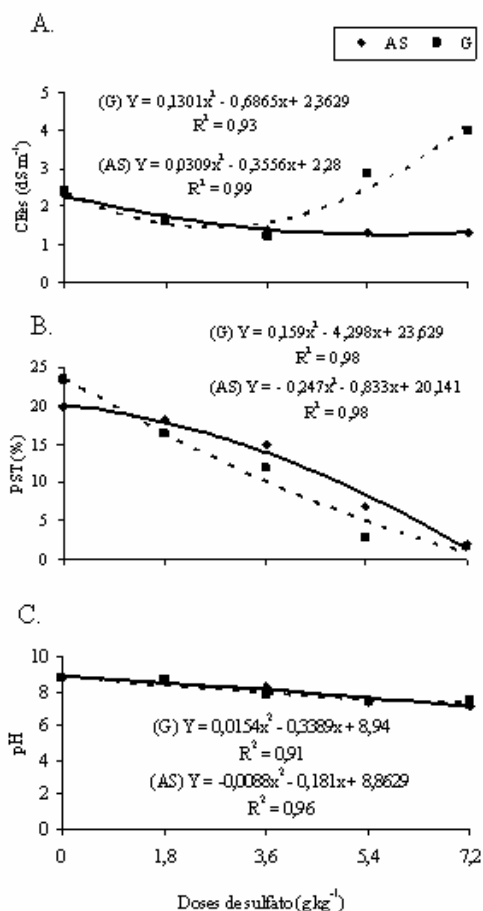 A.
AS G
5
4
3
2
1
0
CEes (dS m⁻¹)
(G) Y = 0,1301x² - 0,6865x + 2,3629
R² = 0,93
(AS) Y = 0,0309x² - 0,3556x + 2,28
R² = 0,99
B.
25
20
15
10
5
0
PST (%)
(G) Y = 0,159x² - 4,298x + 23,629
R² = 0,98
(AS) Y = - 0,247x² - 0,833x + 20,141
R² = 0,98
C.
10
8
6
4
2
0
pH
(G) Y = 0,0154x² - 0,3389x + 8,94
R² = 0,91
(AS) Y = -0,0088x² - 0,181x + 8,8629
R² = 0,96
0 1,8 3,6 5,4 7,2
Doses de sulfato (g kg⁻¹)